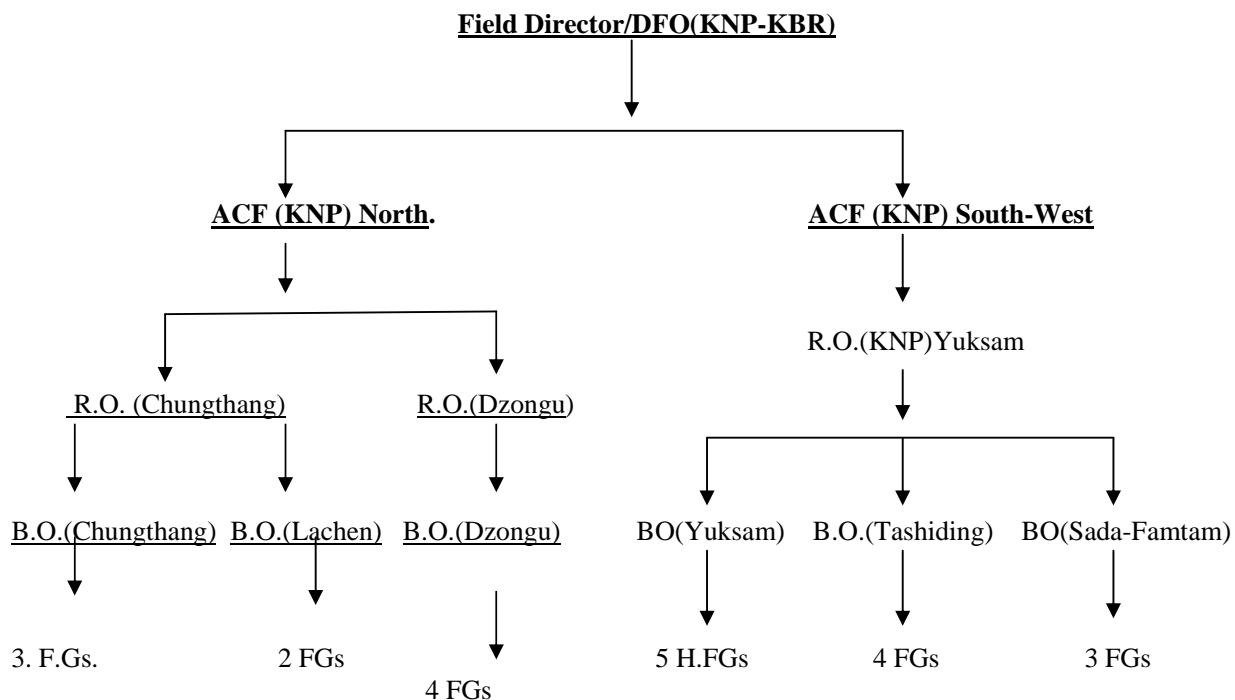 Field Director/DFO(KNP-KBR)
ACF (KNP) North.
ACF (KNP) South-West
R.O.(KNP)Yuksam
R.O. (Chungthang)
R.O.(Dzongu)
B.O.(Chungthang)
B.O.(Lachen)
B.O.(Dzongu)
BO(Yuksam)
B.O.(Tashiding)
BO(Sada-Famtam)
3. F.Gs.
2 FGs
4 FGs
5 H.FGs
4 FGs
3 FGs